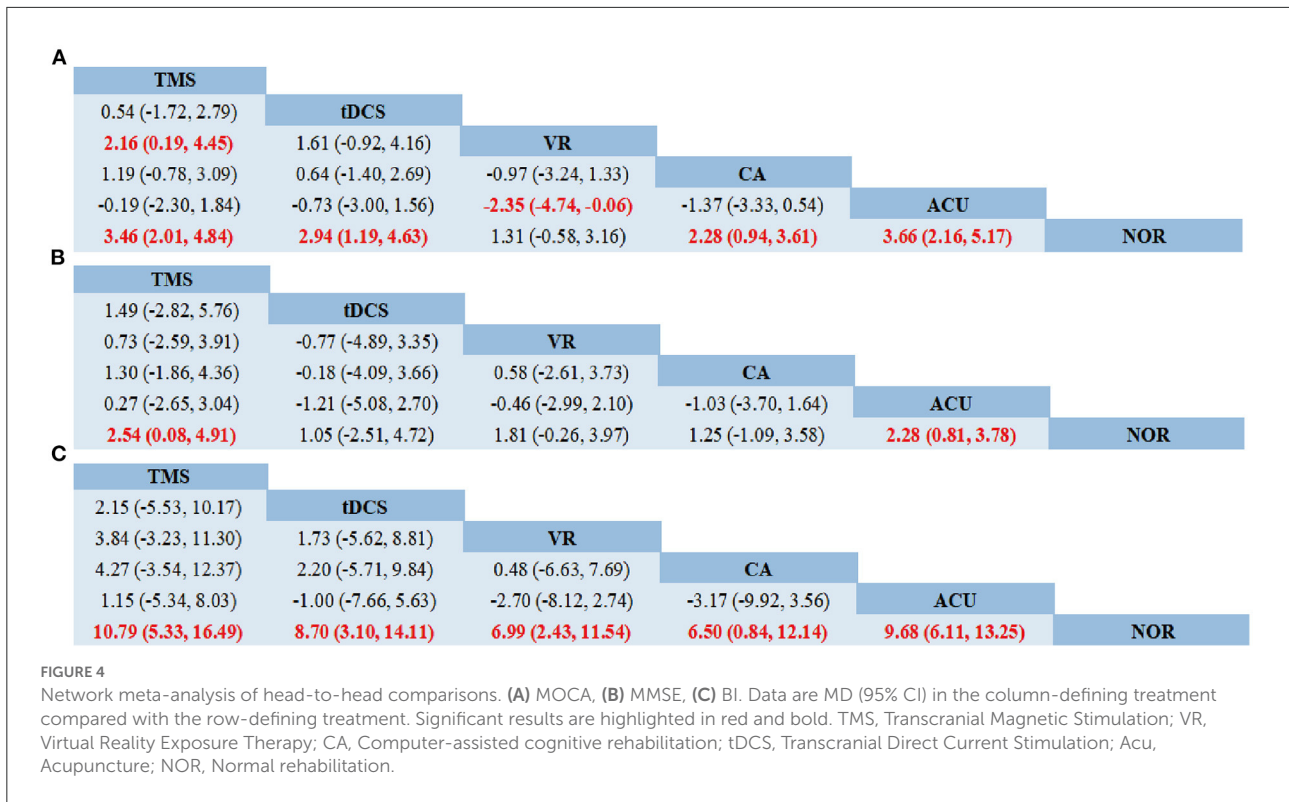 A
TMS
0.54 (-1.72, 2.79) tDCS
2.16 (0.19, 4.45) 1.61 (-0.92, 4.16) VR
1.19 (-0.78, 3.09) 0.64 (-1.40, 2.69) -0.97 (-3.24, 1.33) CA
-0.19 (-2.30, 1.84) -0.73 (-3.00, 1.56) -2.35 (-4.74, -0.06) -1.37 (-3.33, 0.54) ACU
3.46 (2.01, 4.84) 2.94 (1.19, 4.63) 1.31 (-0.58, 3.16) 2.28 (0.94, 3.61) 3.66 (2.16, 5.17) NOR
B
TMS
1.49 (-2.82, 5.76) tDCS
0.73 (-2.59, 3.91) -0.77 (-4.89, 3.35) VR
1.30 (-1.86, 4.36) -0.18 (-4.09, 3.66) 0.58 (-2.61, 3.73) CA
0.27 (-2.65, 3.04) -1.21 (-5.08, 2.70) -0.46 (-2.99, 2.10) -1.03 (-3.70, 1.64) ACU
2.54 (0.08, 4.91) 1.05 (-2.51, 4.72) 1.81 (-0.26, 3.97) 1.25 (-1.09, 3.58) 2.28 (0.81, 3.78) NOR
C
TMS
2.15 (-5.53, 10.17) tDCS
3.84 (-3.23, 11.30) 1.73 (-5.62, 8.81) VR
4.27 (-3.54, 12.37) 2.20 (-5.71, 9.84) 0.48 (-6.63, 7.69) CA
1.15 (-5.34, 8.03) -1.00 (-7.66, 5.63) -2.70 (-8.12, 2.74) -3.17 (-9.92, 3.56) ACU
10.79 (5.33, 16.49) 8.70 (3.10, 14.11) 6.99 (2.43, 11.54) 6.50 (0.84, 12.14) 9.68 (6.11, 13.25) NOR
FIGURE 4
Network meta-analysis of head-to-head comparisons. (A) MOCA, (B) MMSE, (C) BI. Data are MD (95% CI) in the column-defining treatment
compared with the row-defining treatment. Significant results are highlighted in red and bold. TMS, Transcranial Magnetic Stimulation; VR,
Virtual Reality Exposure Therapy; CA, Computer-assisted cognitive rehabilitation; tDCS, Transcranial Direct Current Stimulation; Acu,
Acupuncture; NOR, Normal rehabilitation.